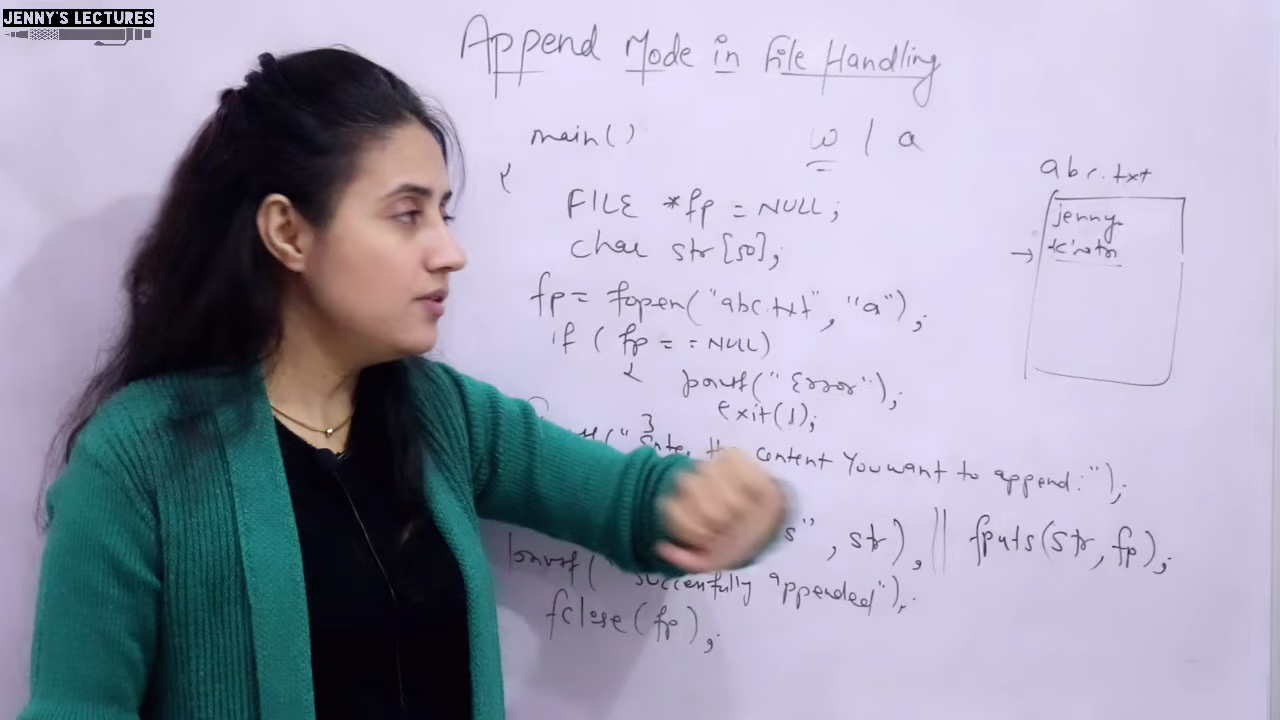 JENNY'S LECTURES
Append Mode in File Handling
main()
w / a
{
FILE *fp = NULL;
char str[50];
fp = fopen("abc.txt", "a");
if ( fp == NULL)
{ printf("Error");
exit(1);
}
content You want to append:");
s", str); || fputs(str, fp);
printf(" successfully appended");
fclose(fp);
abc.txt
jenny
→